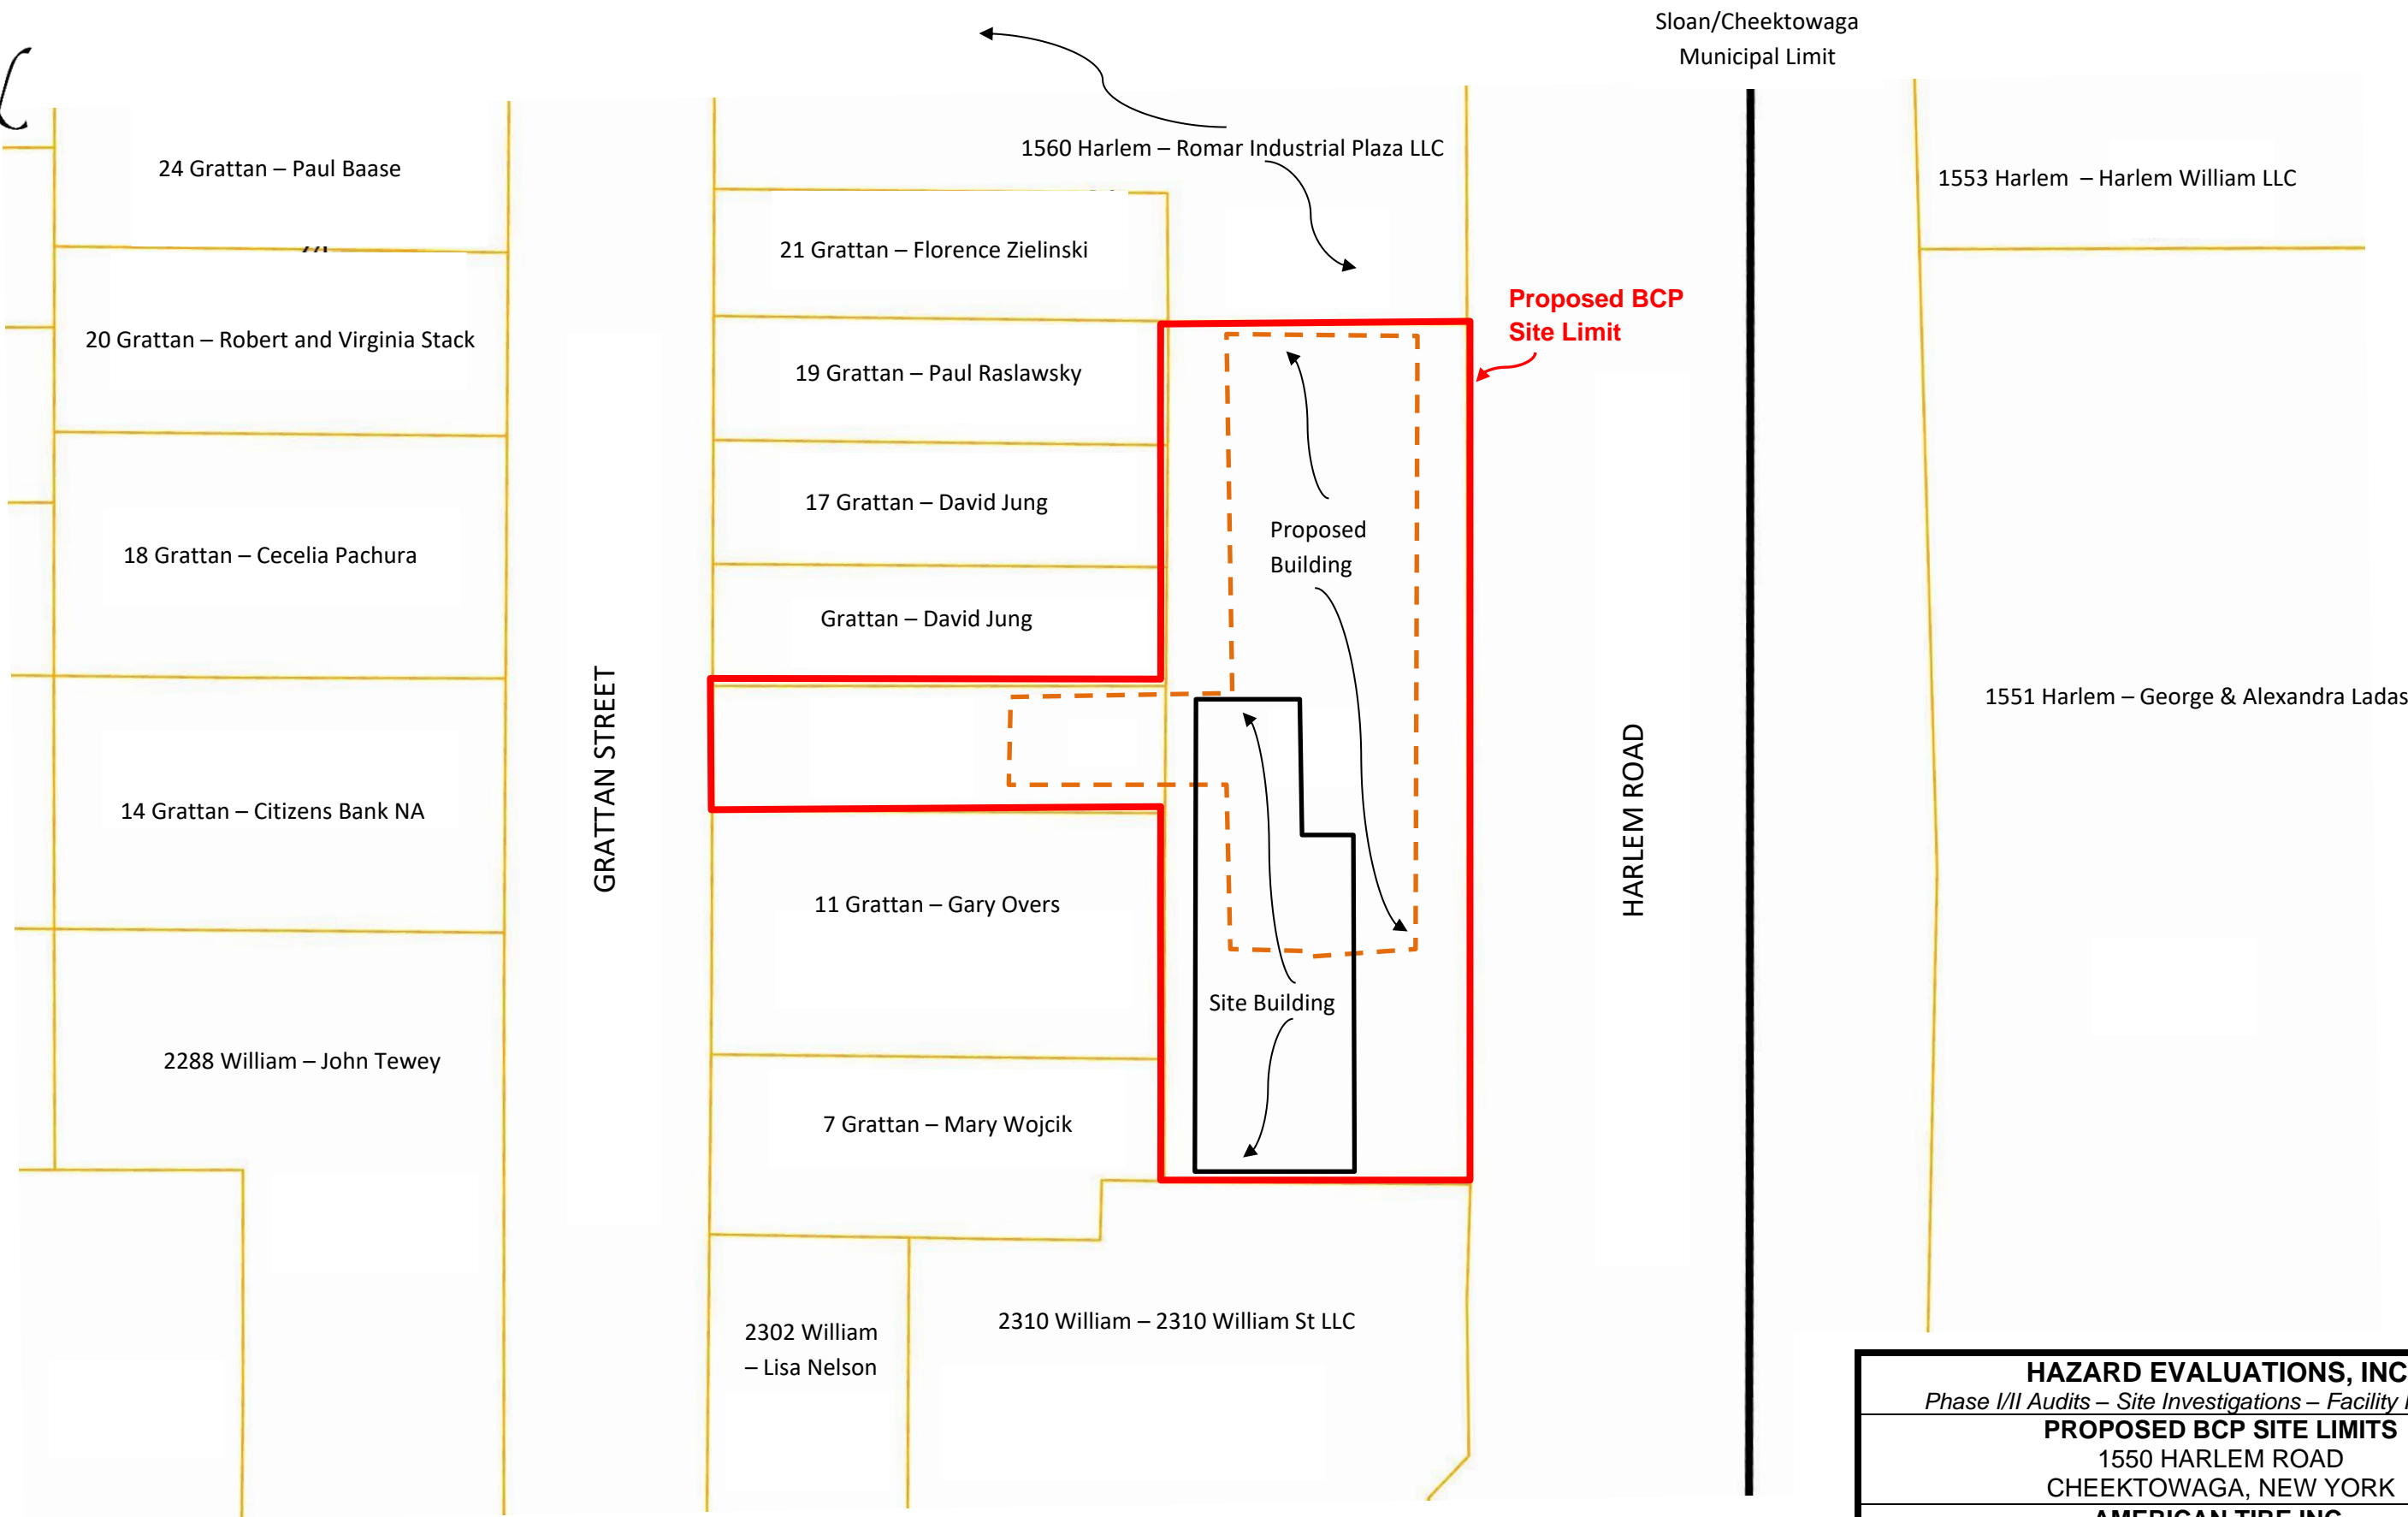 Sloan/Cheektowaga
Municipal Limit
1560 Harlem – Romar Industrial Plaza LLC
24 Grattan – Paul Baase
1553 Harlem – Harlem William LLC
21 Grattan – Florence Zielinski
Proposed BCP
Site Limit
20 Grattan – Robert and Virginia Stack
19 Grattan – Paul Raslawsky
17 Grattan – David Jung
Proposed
Building
18 Grattan – Cecelia Pachura
Grattan – David Jung
GRATTAN STREET
HARLEM ROAD
1551 Harlem – George & Alexandra Ladas
14 Grattan – Citizens Bank NA
11 Grattan – Gary Overs
Site Building
2288 William – John Tewey
7 Grattan – Mary Wojcik
2302 William
– Lisa Nelson
2310 William – 2310 William St LLC
HAZARD EVALUATIONS, INC
Phase I/II Audits – Site Investigations – Facility
PROPOSED BCP SITE LIMITS
1550 HARLEM ROAD
CHEEKTOWAGA, NEW YORK
AMERICAN TIRE INC